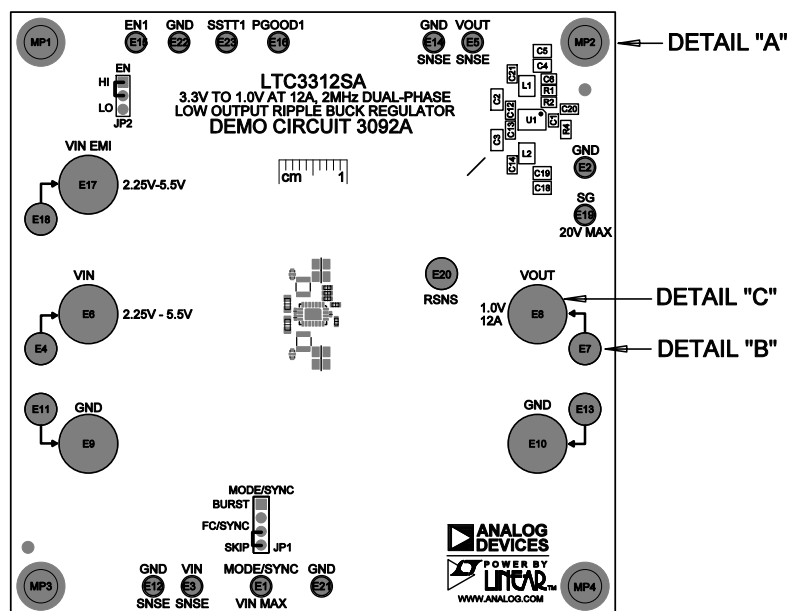 EN1 GND SSTT1 PGOOD1 GND VOUT
MP1 E15 E22 E23 E16 E14 E5 MP2
SNSE SNSE
DETAIL "A"
EN
HI
LO
JP2
LTC3312SA
3.3V TO 1.0V AT 12A, 2MHz DUAL-PHASE
LOW OUTPUT RIPPLE BUCK REGULATOR
DEMO CIRCUIT 3092A
C5
C4
C21 L1 C6
R1
R2
C2 C12 C20
U1 C1
C13 R4
C3
C14 L2
C19
C18
VIN EMI
E17 2.25V-5.5V
E18
cm 1
GND
E2
SG
E19
20V MAX
VIN
E6 2.25V - 5.5V
E4
E20
RSNS
VOUT
1.0V
12A
E8
DETAIL "C"
E7 DETAIL "B"
E11
GND
E9
GND
E13
E10
MODE/SYNC
BURST
FC/SYNC
SKIP JP1
ANALOG
DEVICES
POWER BY
LINEAR™
WWW.ANALOG.COM
GND VIN MODE/SYNC GND
MP3 E12 E3 E1 E21 MP4
SNSE SNSE VIN MAX